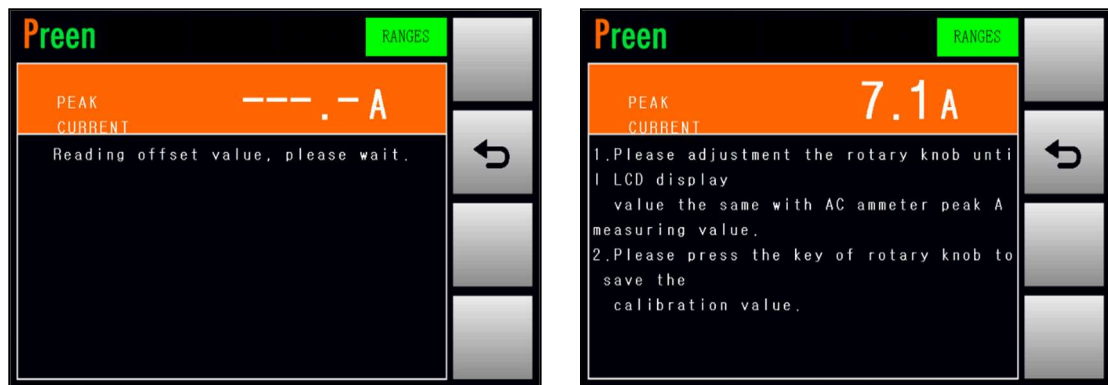 Preen
RANGES
PEAK
CURRENT
---.-A
Reading offset value, please wait.
Preen
RANGES
PEAK
CURRENT
7.1A
1.Please adjustment the rotary knob unti
l LCD display
value the same with AC ammeter peak A
measuring value.
2.Please press the key of rotary knob to
save the
calibration value.